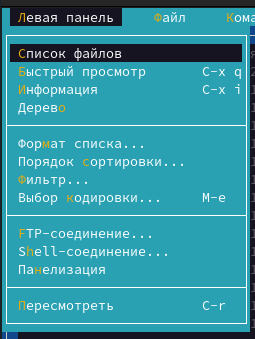 Левая панель Файл Кома
Список файлов
Быстрый просмотр C-x q
Информация C-x i
Дерево
Формат списка...
Порядок сортировки...
Фильтр...
Выбор кодировки... M-e
FTP-соединение...
Shell-соединение...
Панелизация
Пересмотреть C-r